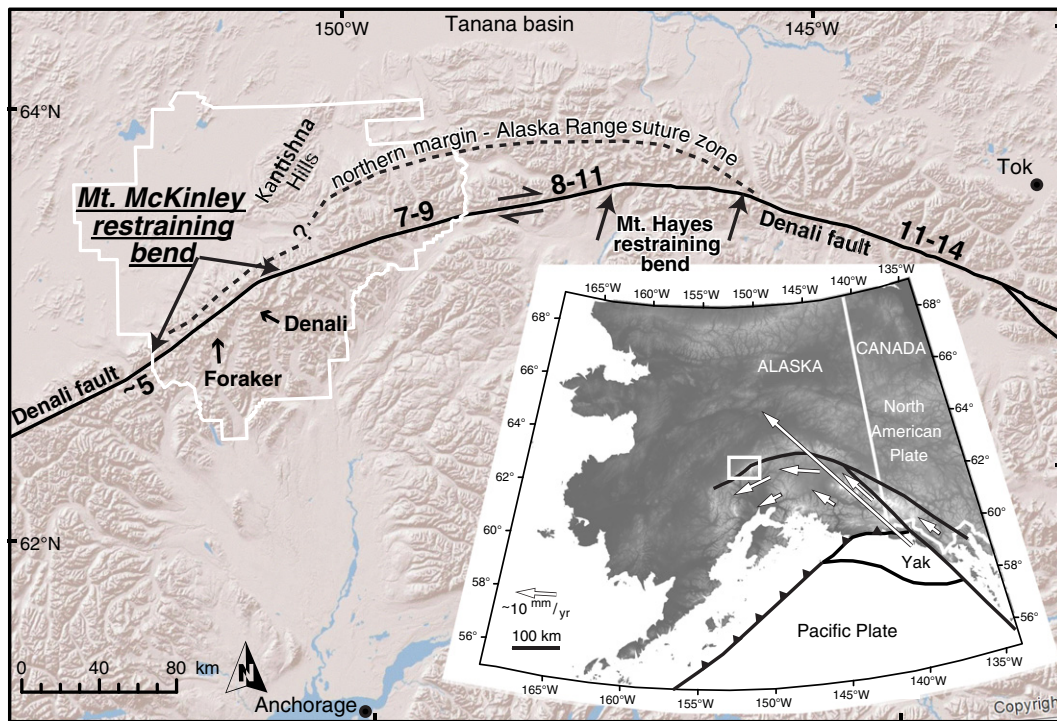 150°W
Tanana basin
145°W
64°N
Kantishna
Hills
northern margin - Alaska Range suture zone
Tok
Mt. McKinley
restraining
bend
?
7-9
8-11
Mt. Hayes
restraining
bend
Denali fault
11-14
Denali
Foraker
Denali fault
~5
62°N
0 40 80 km
N
Anchorage
165°W 160°W 155°W 150°W 145°W 140°W 135°W
68°
66°
64°
62°
60°
58°
56°
68°
66°
64°
62°
60°
58°
56°
ALASKA
CANADA
North
American
Plate
Yak
Pacific Plate
~10 mm/yr
100 km
165°W 160°W 155°W 150°W 145°W 140°W 135°W
Copyright